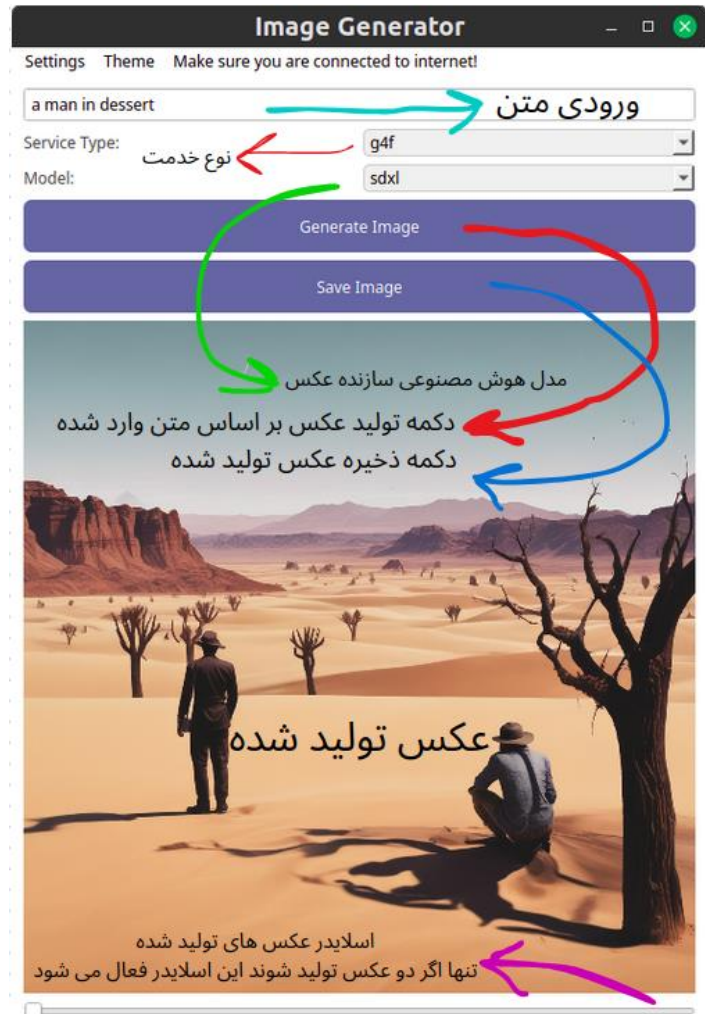 Image Generator
Settings Theme Make sure you are connected to internet!
a man in dessert
ورودی متن
Service Type:
g4f
نوع خدمت
Model:
sdxl
Generate Image
Save Image
مدل هوش مصنوعی سازنده عکس
دکمه تولید عکس بر اساس متن وارد شده
دکمه ذخیره عکس تولید شده
عکس تولید شده
اسلایدر عکس های تولید شده
تنها اگر دو عکس تولید شوند این اسلایدر فعال می شود